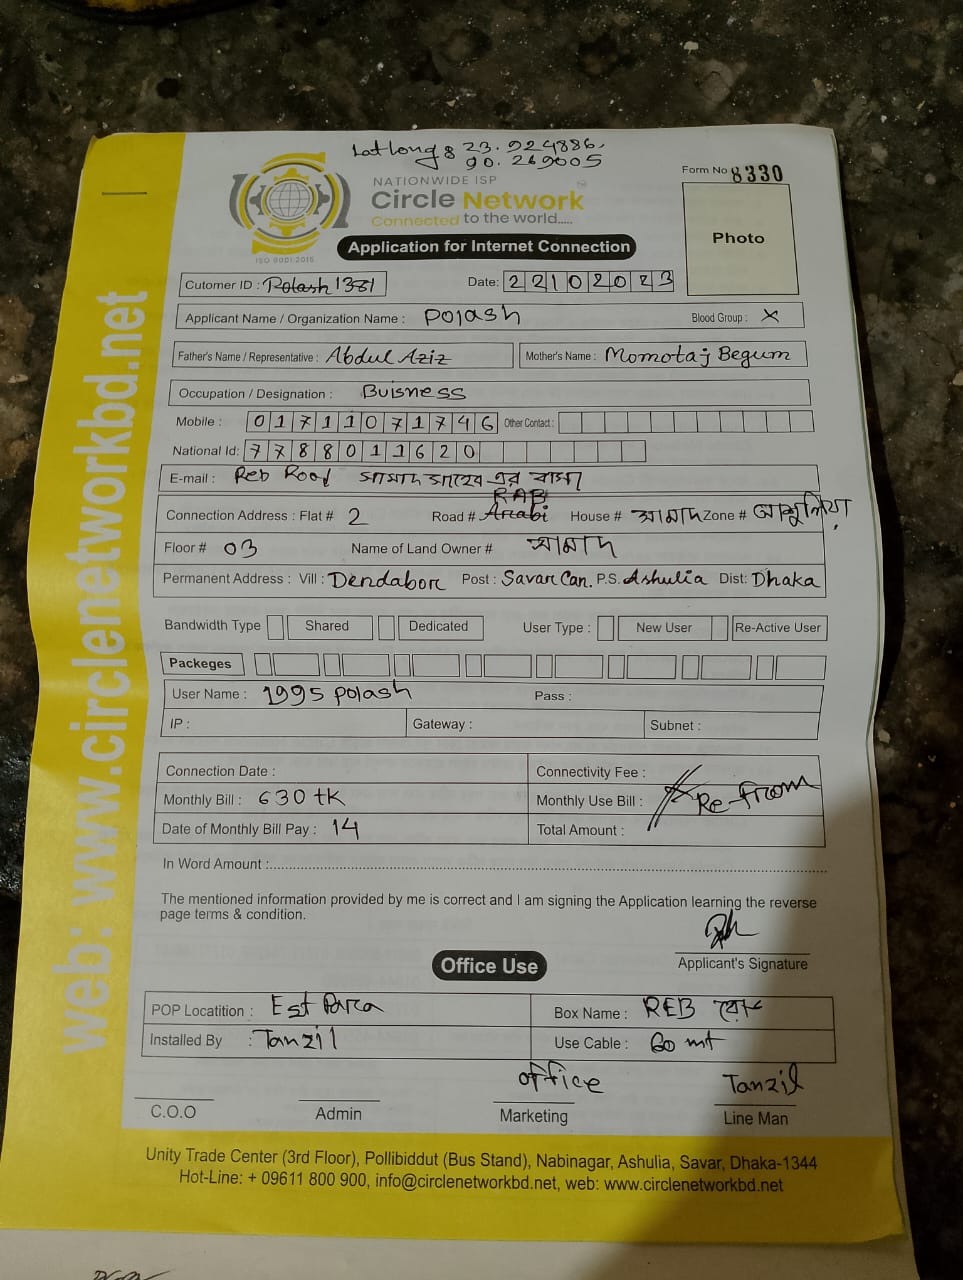 Lat long 8 23.924886,
90.269005
Form No 8330
NATIONWIDE ISP
Circle Network
Connected to the world.....
ISO 9001:2015
Application for Internet Connection
Photo
Cutomer ID : Polash1381
Date: 22102023
Applicant Name / Organization Name : Polash
Blood Group : X
Father's Name / Representative : Abdul Aziz
Mother's Name : Momotaj Begum
Occupation / Designation : Buisness
Mobile : 01711071746 Other Contact :
National Id: 7788011620
E-mail : Reb Road সামাদ সাহেব এর বাসা
RAB
Connection Address : Flat # 2 Road # House # সামাদ Zone # আশুলিয়া
Floor # 03 Name of Land Owner # সামাদ
Permanent Address : Vill : Dendabor Post : Savar Can. P.S. Ashulia Dist: Dhaka
Bandwidth Type Shared Dedicated User Type : New User Re-Active User
Packeges
User Name : 1995 polash Pass :
IP : Gateway : Subnet :
Connection Date : Connectivity Fee :
Monthly Bill : 630 tk Monthly Use Bill : Re-from
Date of Monthly Bill Pay : 14 Total Amount :
In Word Amount :
The mentioned information provided by me is correct and I am signing the Application learning the reverse
page terms & condition.
Applicant's Signature
Office Use
POP Locatition : Est Para Box Name : REB রোড
Installed By : Tanzil Use Cable : 60 mt
office Tanzil
C.O.O Admin Marketing Line Man
Unity Trade Center (3rd Floor), Pollibiddut (Bus Stand), Nabinagar, Ashulia, Savar, Dhaka-1344
Hot-Line: + 09611 800 900, info@circlenetworkbd.net, web: www.circlenetworkbd.net
web: www.circlenetworkbd.net